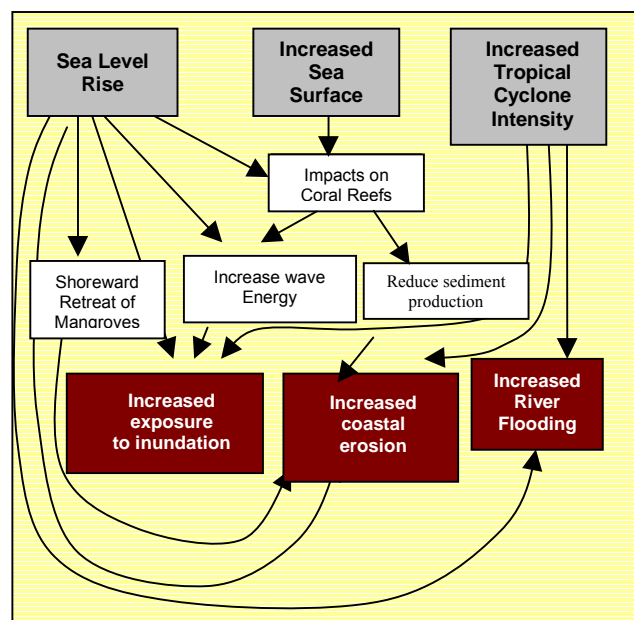 Sea Level
Rise
Increased
Sea
Surface
Increased
Tropical
Cyclone
Intensity
Impacts on
Coral Reefs
Shoreward
Retreat of
Mangroves
Increase wave
Energy
Reduce sediment
production
Increased
exposure
to inundation
Increased
coastal
erosion
Increased
River
Flooding